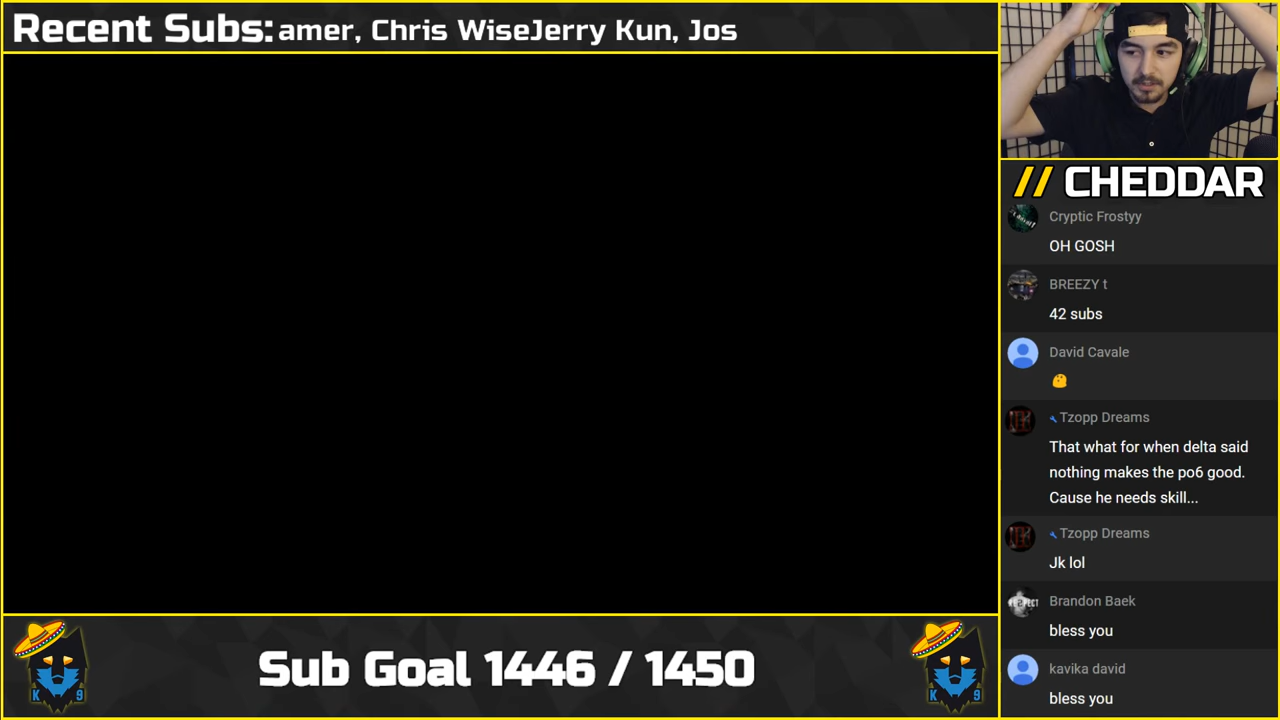 Recent Subs: amer, Chris WiseJerry Kun, Jos
// CHEDDAR
Cryptic Frostyy
OH GOSH
BREEZY t
42 subs
David Cavale
Tzopp Dreams
That what for when delta said
nothing makes the po6 good.
Cause he needs skill...
Tzopp Dreams
Jk lol
Brandon Baek
bless you
kavika david
bless you
K 9
Sub Goal 1446 / 1450
K 9